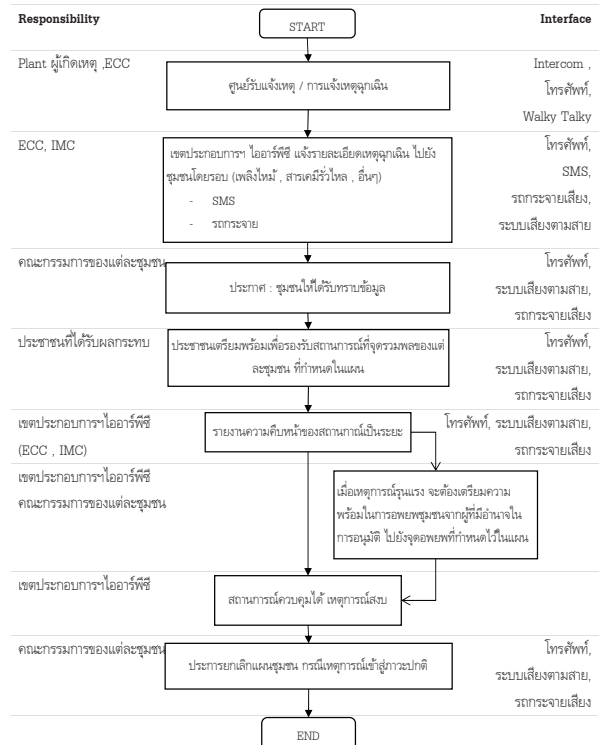 Responsibility
START
Interface
Plant ผู้เกิดเหตุ ,ECC
ศูนย์รับแจ้งเหตุ / การแจ้งเหตุฉุกเฉิน
Intercom ,
โทรศัพท์,
Walky Talky
ECC, IMC
เขตประกอบการฯ ไออาร์พีซี แจ้งรายละเอียดเหตุฉุกเฉิน ไปยัง
ชุมชนโดยรอบ (เพลิงไหม้ , สารเคมีรั่วไหล , อื่นๆ)
- SMS
- รถกระจาย
โทรศัพท์,
SMS,
รถกระจายเสียง,
ระบบเสียงตามสาย
คณะกรรมการของแต่ละชุมชน
ประกาศ : ชุมชนให้ได้รับทราบข้อมูล
โทรศัพท์,
ระบบเสียงตามสาย,
รถกระจายเสียง
ประชาชนที่ได้รับผลกระทบ
ประชาชนเตรียมพร้อมเพื่อรองรับสถานการณ์ที่จุดรวมพลของแต่
ละชุมชน ที่กำหนดในแผน
โทรศัพท์,
ระบบเสียงตามสาย,
รถกระจายเสียง
เขตประกอบการฯไออาร์พีซี
(ECC , IMC)
รายงานความคืบหน้าของสถานกาณ์เป็นระยะ
โทรศัพท์, ระบบเสียงตามสาย,
รถกระจายเสียง
เขตประกอบการฯไออาร์พีซี
คณะกรรมการของแต่ละชุมชน
เมื่อเหตุการณ์รุนแรง จะต้องเตรียมความ
พร้อมในการอพยพชุมชนจากผู้ที่มีอำนาจใน
การอนุมัติ ไปยังจุดอพยพที่กำหนดไว้ในแผน
เขตประกอบการฯไออาร์พีซี
สถานการณ์ควบคุมได้ เหตุการณ์สงบ
คณะกรรมการของแต่ละชุมชน
ประการยกเลิกแผนชุมชน กรณีเหตุการณ์เข้าสู่ภาวะปกติ
โทรศัพท์,
ระบบเสียงตามสาย,
รถกระจายเสียง
END